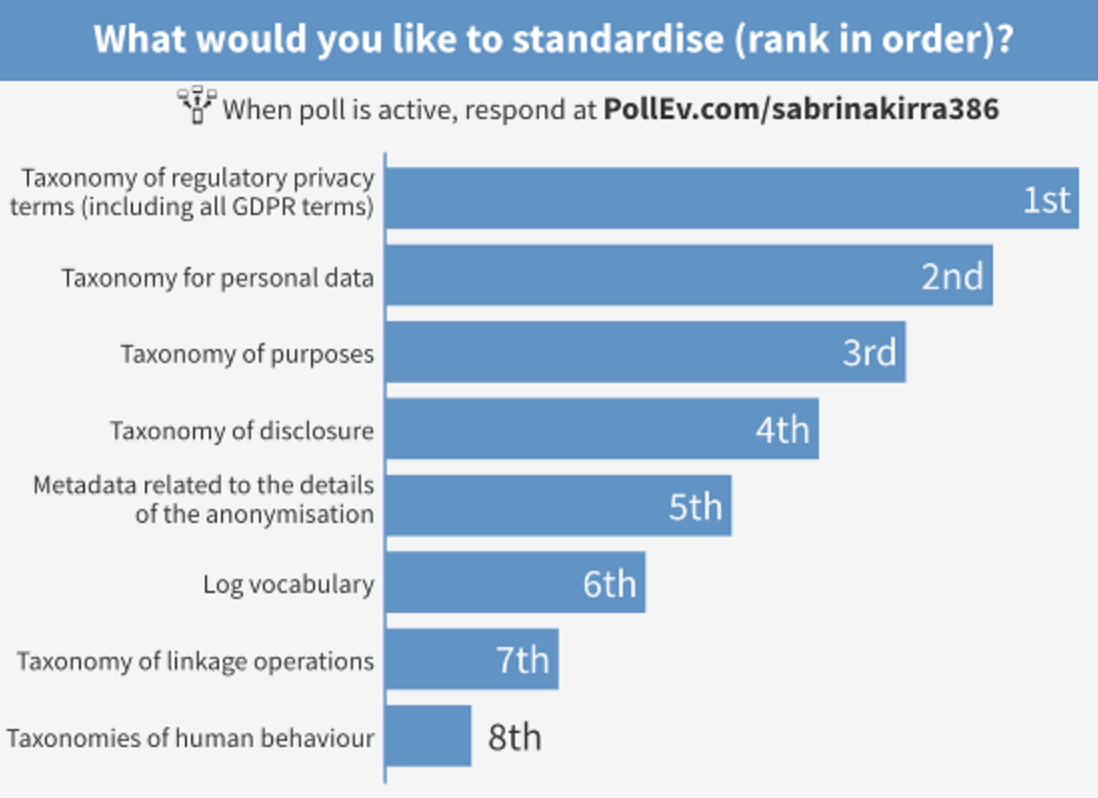 What would you like to standardise (rank in order)?
When poll is active, respond at PollEv.com/sabrinakirra386
Taxonomy of regulatory privacy
terms (including all GDPR terms)
1st
Taxonomy for personal data
2nd
Taxonomy of purposes
3rd
Taxonomy of disclosure
4th
Metadata related to the details
of the anonymisation
5th
Log vocabulary
6th
Taxonomy of linkage operations
7th
Taxonomies of human behaviour
8th